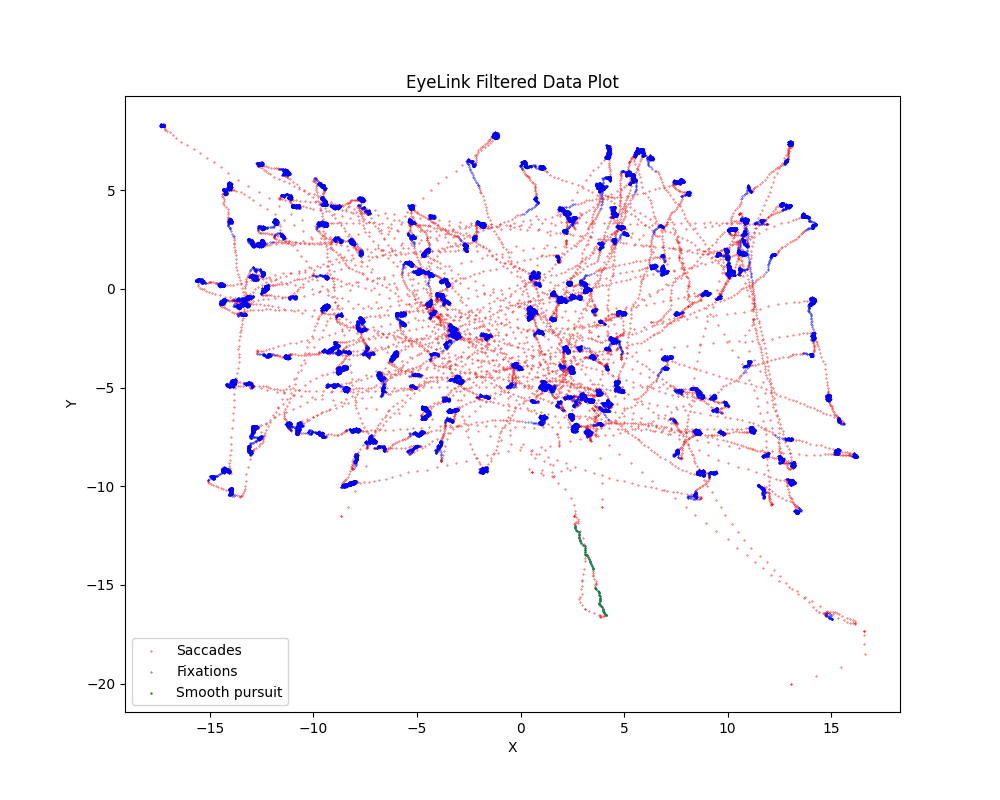 EyeLink Filtered Data Plot
5
0
−5
−10
−15
−20
Y
Saccades
Fixations
Smooth pursuit
−15
−10
−5
0
5
10
15
X